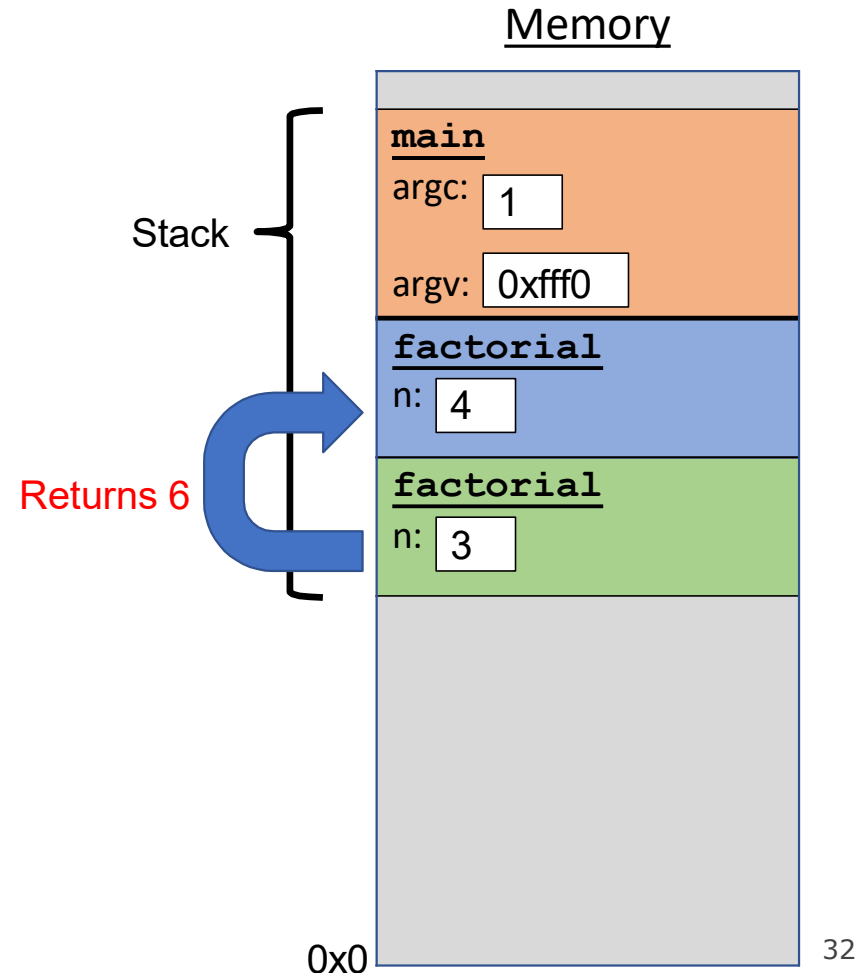 Memory
main
argc: 1
Stack
argv: 0xfff0
factorial
n: 4
Returns 6
factorial
n: 3
0x0
32